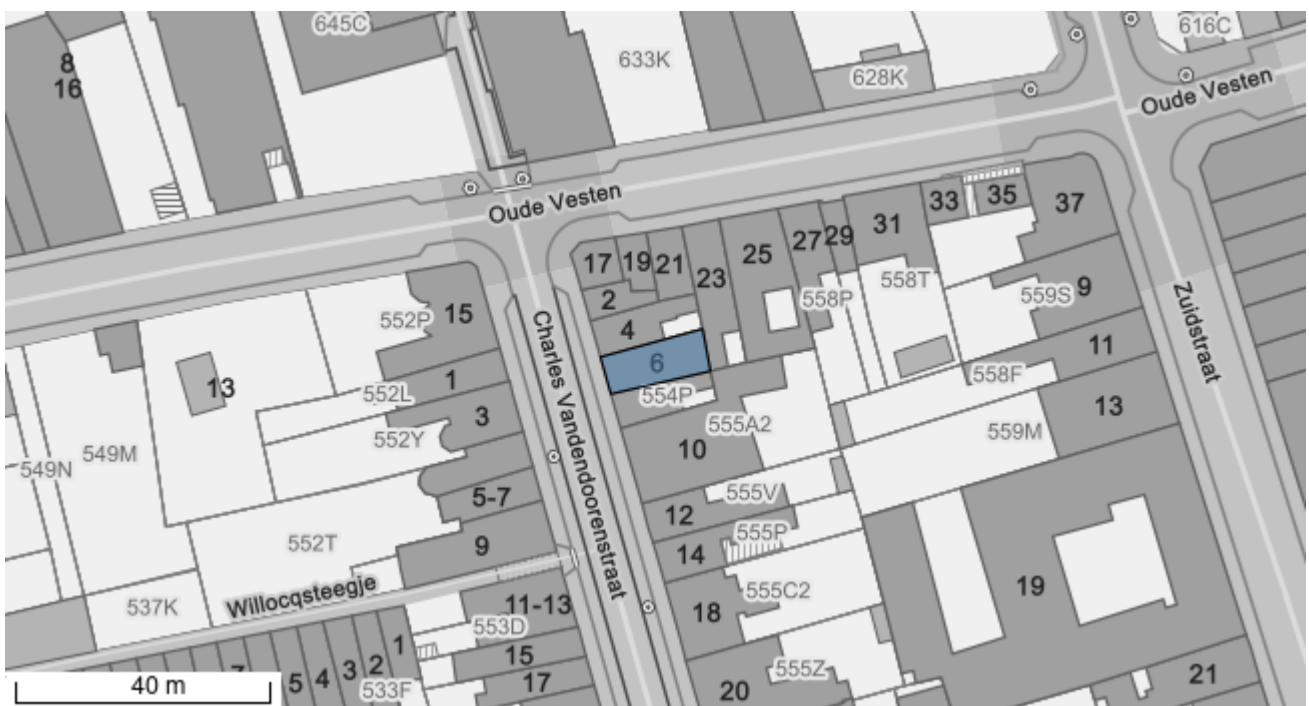 645C
616C
8
16
633K
628K
Oude Vesten
Oude Vesten
33
35
37
31
29
27
25
23
21
19
17
2
4
6
554P
558P
558T
559S
9
11
558F
13
559M
Zuidstraat
15
552P
13
552L
1
552Y
3
549N
549M
5-7
552T
9
537K
Willocqsteegje
Charles Vandendoorenstraat
555A2
10
555V
12
555P
14
555C2
18
19
11-13
553D
15
17
1
2
3
4
5
7
533F
555Z
20
21
40 m